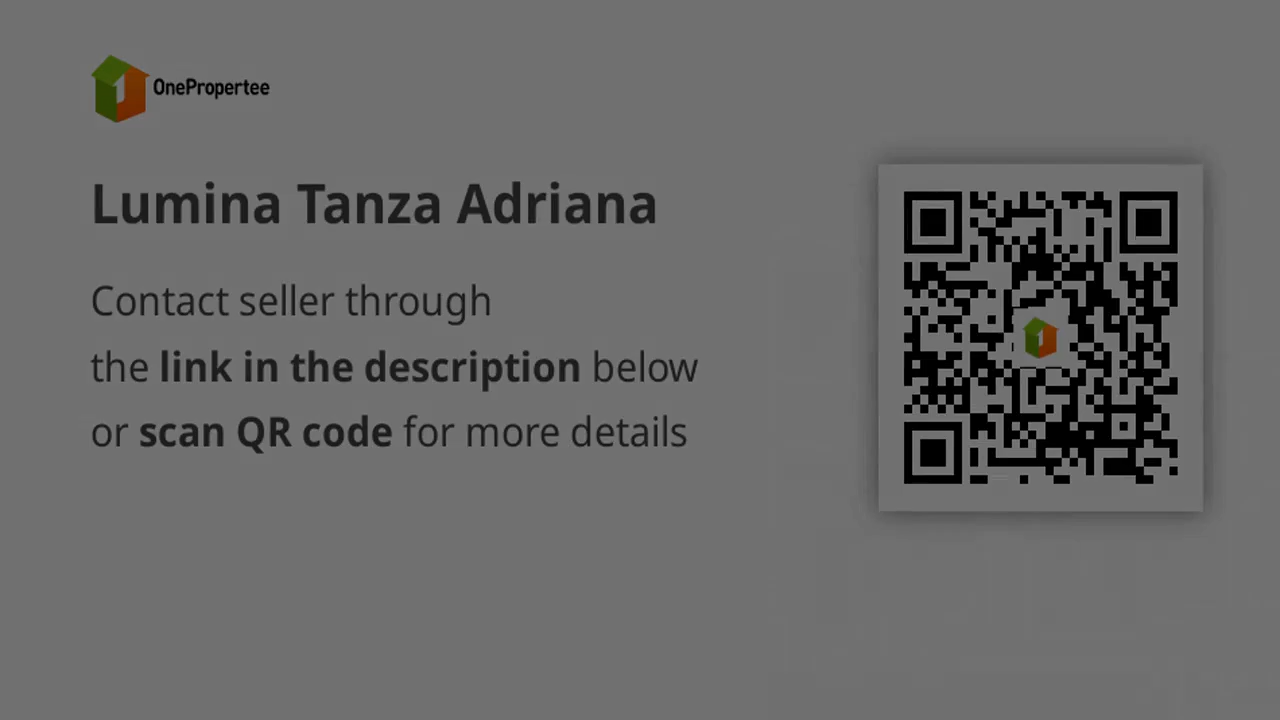 OnePropertee
Lumina Tanza Adriana
Contact seller through
the link in the description below
or scan QR code for more details